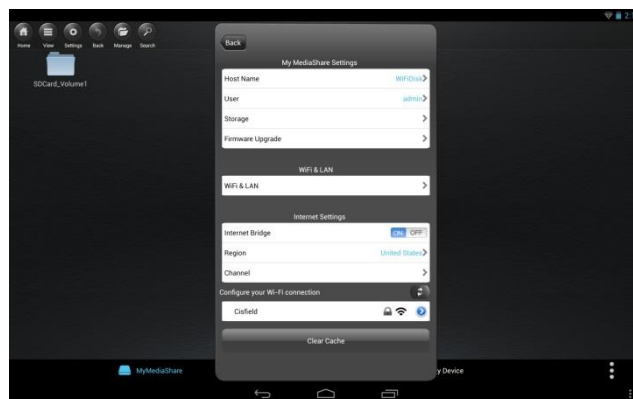 2:
Home View Settings Back Manage Search
SDCard_Volume1
Back
My MediaShare Settings
Host Name WiFiDisk
User admin
Storage
Firmware Upgrade
WiFi & LAN
WiFi & LAN
Internet Settings
Internet Bridge ON OFF
Region United States
Channel
Configure your Wi-Fi connection
Cisfield
Clear Cache
MyMediaShare
y Device